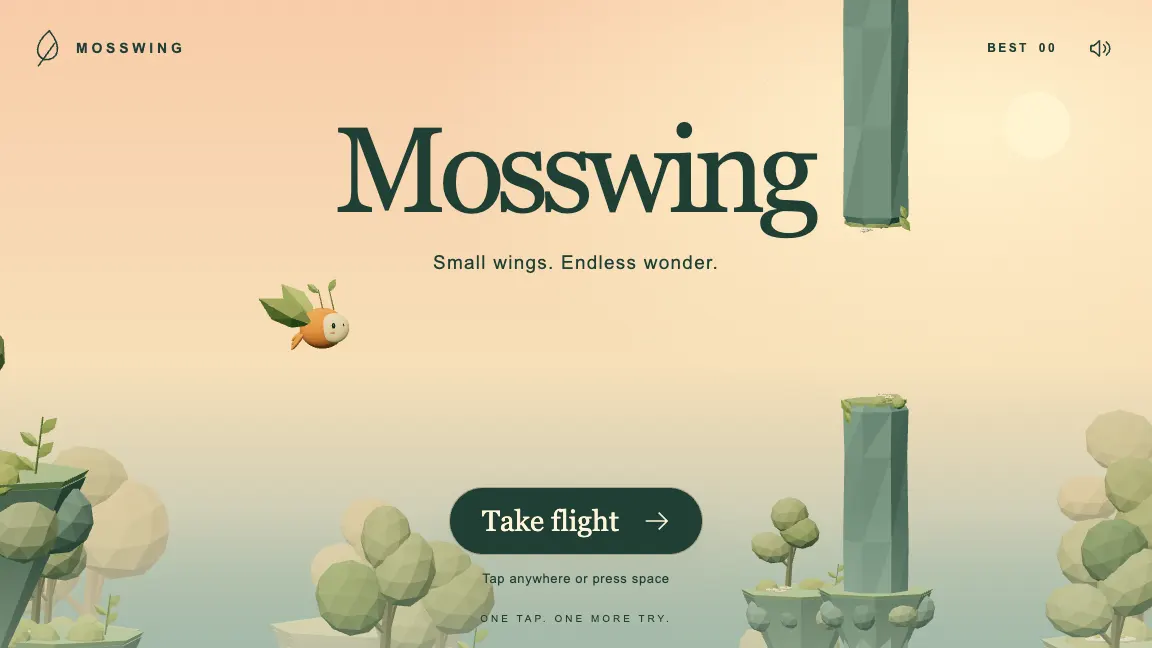 MOSSWING
BEST 00
Mosswing
Small wings. Endless wonder.
Take flight
Tap anywhere or press space
ONE TAP. ONE MORE TRY.